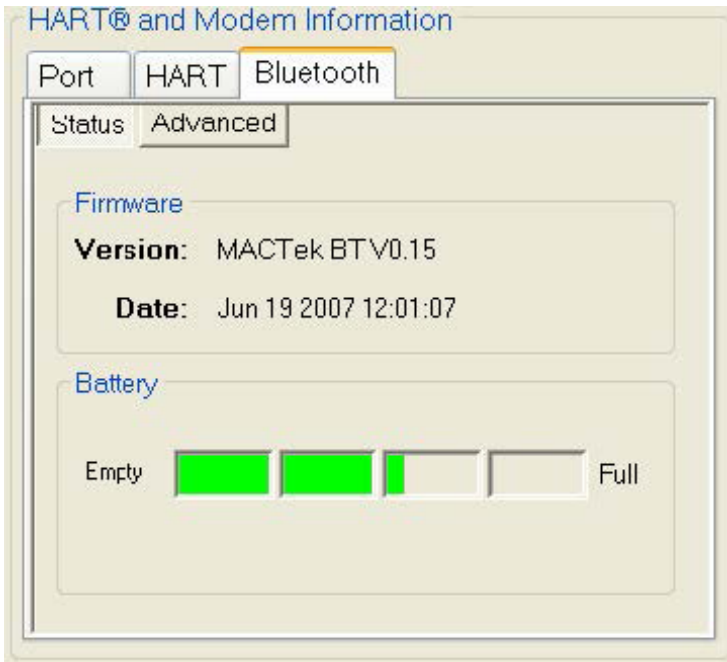 HART® and Modem Information
Port HART Bluetooth
Status Advanced
Firmware
Version: MACTek BT V0.15
Date: Jun 19 2007 12:01:07
Battery
Empty Full